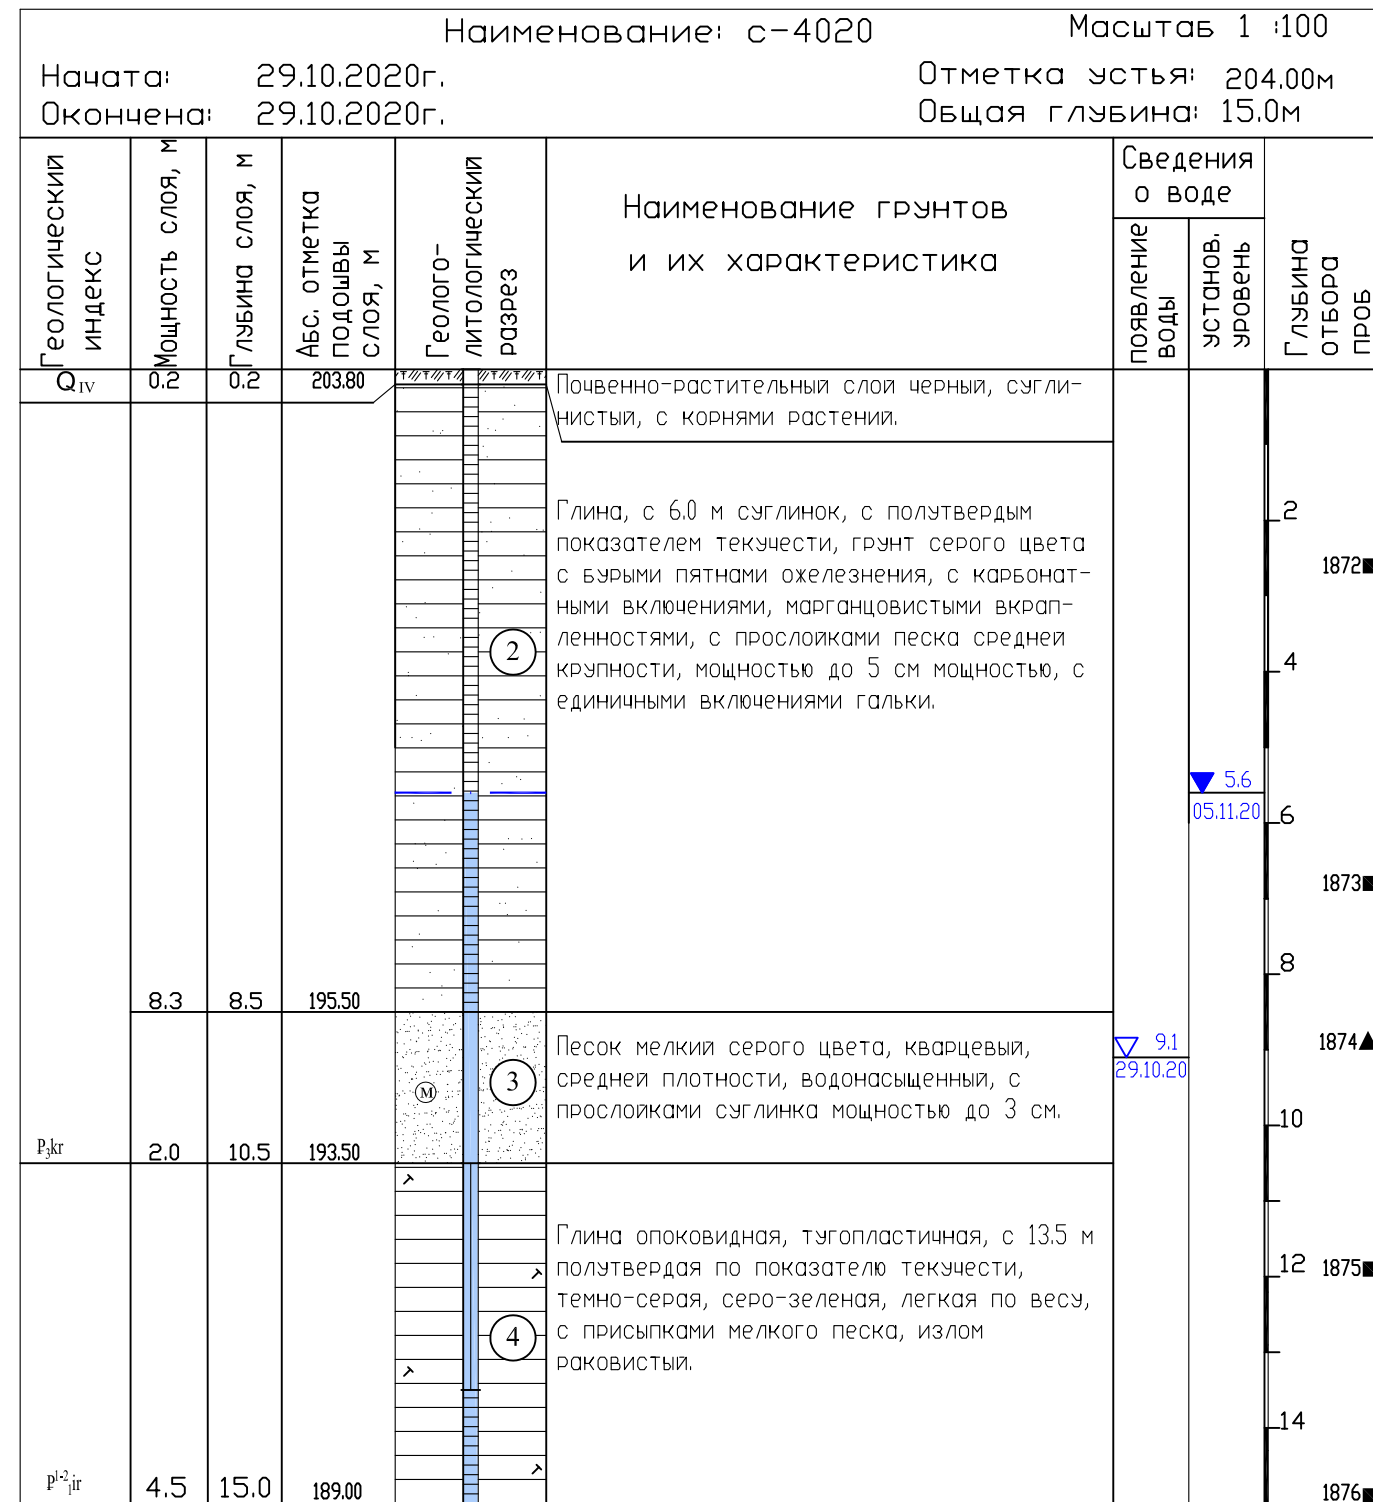 Наименование: с-4020
Масштаб 1 :100
Начата: 29.10.2020г.
Отметка устья: 204.00м
Окончена: 29.10.2020г.
Общая глубина: 15.0м
Геологический
индекс
Мощность слоя, м
Глубина слоя, м
Абс. отметка
подошвы
слоя, м
Геолого-
литологический
разрез
Наименование грунтов
и их характеристика
Сведения
о воде
появление
воды
установ.
уровень
Глубина
отбора
проб
QIV 0.2 0.2 203.80
Почвенно-растительный слой черный, сугли-
нистый, с корнями растений.
Глина, с 6.0 м суглинок, с полутвердым
показателем текучести, грунт серого цвета
с бурыми пятнами ожелезнения, с карбонат-
ными включениями, марганцовистыми вкрап-
ленностями, с прослойками песка средней
крупности, мощностью до 5 см мощностью, с
единичными включениями гальки.
2
2
1872
4
5.6
05.11.20
6
1873
8
8.3 8.5 195.50
Песок мелкий серого цвета, кварцевый,
средней плотности, водонасыщенный, с
прослойками суглинка мощностью до 3 см.
м
3
9.1
29.10.20
1874
10
₽₃kr 2.0 10.5 193.50
Глина опоковидная, тугопластичная, с 13.5 м
полутвердая по показателю текучести,
темно-серая, серо-зеленая, легкая по весу,
с присыпками мелкого песка, излом
раковистый.
4
12
1875
14
₽¹⁻²₁ir 4.5 15.0 189.00
1876